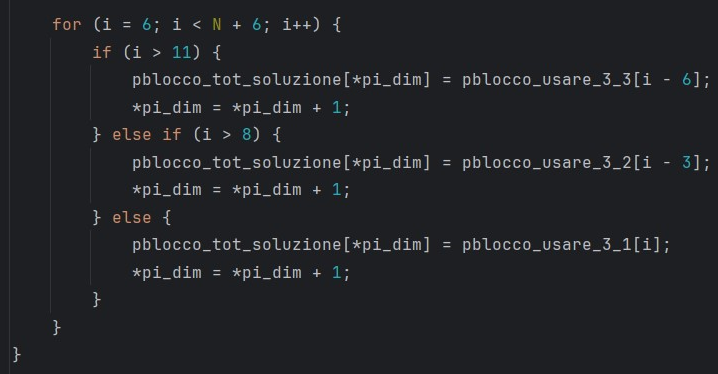 for (i = 6; i < N + 6; i++) {
if (i > 11) {
pblocco_tot_soluzione[*pi_dim] = pblocco_usare_3_3[i - 6];
*pi_dim = *pi_dim + 1;
} else if (i > 8) {
pblocco_tot_soluzione[*pi_dim] = pblocco_usare_3_2[i - 3];
*pi_dim = *pi_dim + 1;
} else {
pblocco_tot_soluzione[*pi_dim] = pblocco_usare_3_1[i];
*pi_dim = *pi_dim + 1;
}
}
}